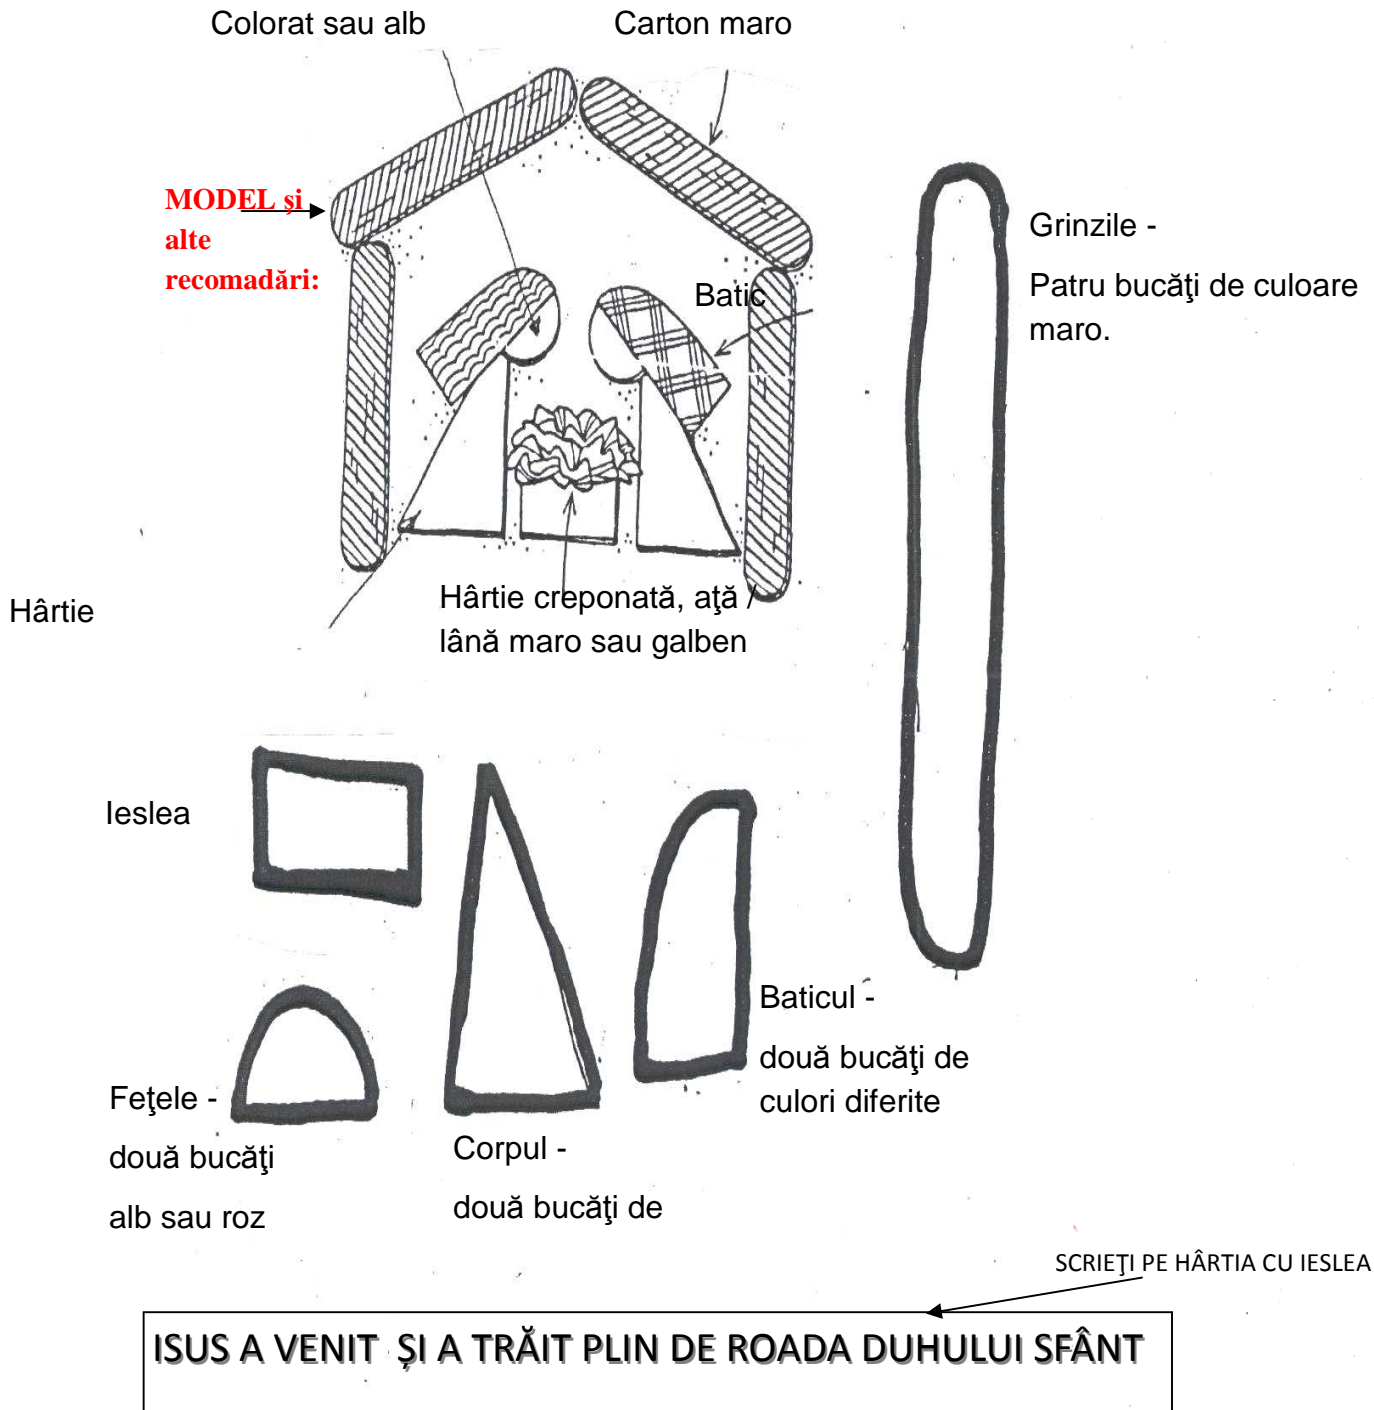 Colorat sau alb
Carton maro
MODEL şi
alte
recomadări:
Batic
Grinzile -
Patru bucăţi de culoare
maro.
Hârtie
Hârtie creponată, aţă /
lână maro sau galben
Ieslea
Baticul -
două bucăţi de
culori diferite
Feţele -
două bucăţi
alb sau roz
Corpul -
două bucăţi de
SCRIEŢI PE HÂRTIA CU IESLEA
ISUS A VENIT ŞI A TRĂIT PLIN DE ROADA DUHULUI SFÂNT